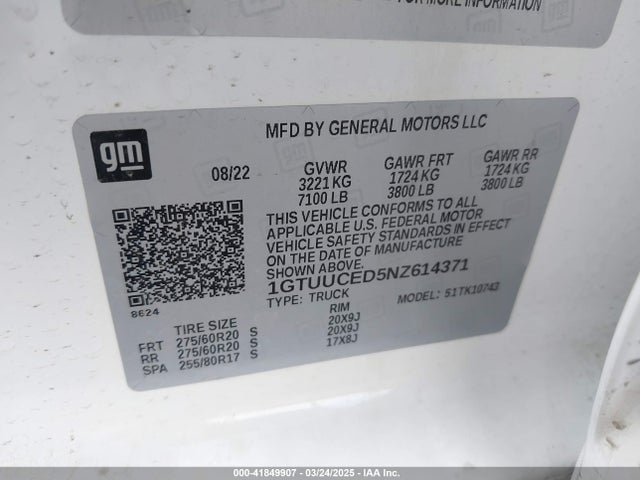 FOR MORE INFORMATION
gm
MFD BY GENERAL MOTORS LLC
08/22 GVWR GAWR FRT GAWR RR
3221 KG 1724 KG 1724 KG
7100 LB 3800 LB 3800 LB
THIS VEHICLE CONFORMS TO ALL
APPLICABLE U.S. FEDERAL MOTOR
VEHICLE SAFETY STANDARDS IN EFFECT
ON THE DATE OF MANUFACTURE
SHOWN ABOVE.
1GTUUCED5NZ614371
TYPE: TRUCK MODEL: 51TK10743
8624
TIRE SIZE RIM
FRT 275/60R20 S 20X9J
RR 275/60R20 S 20X9J
SPA 255/80R17 S 17X8J
000-41849907 - 03/24/2025 - IAA, Inc.